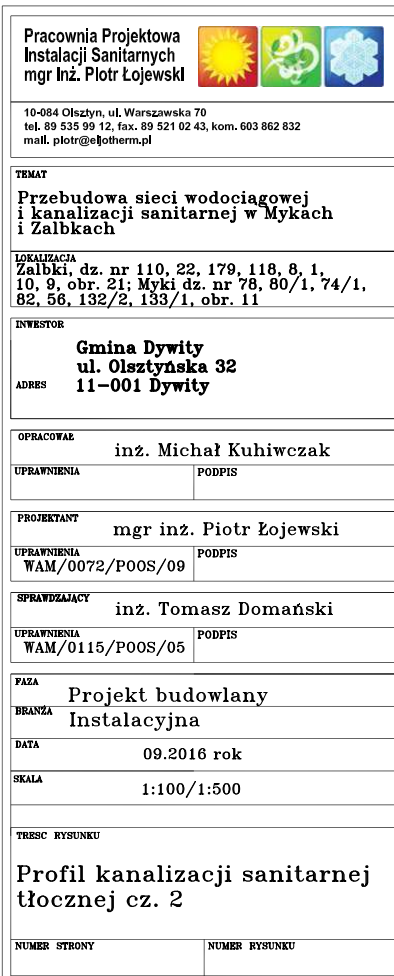 Pracownia Projektowa
Instalacji Sanitarnych
mgr Inż. Piotr Łojewski
10-084 Olsztyn, ul. Warszawska 70
tel. 89 535 99 12, fax. 89 521 02 43, kom. 603 862 832
mail. piotr@eljotherm.pl
TEMAT
Przebudowa sieci wodociągowej
i kanalizacji sanitarnej w Mykach
i Zalbkach
LOKALIZACJA
Zalbki, dz. nr 110, 22, 179, 118, 8, 1,
10, 9, obr. 21; Myki dz. nr 78, 80/1, 74/1,
82, 56, 132/2, 133/1, obr. 11
INWESTOR
Gmina Dywity
ul. Olsztyńska 32
ADRES 11-001 Dywity
OPRACOWAŁ
inż. Michał Kuhiwczak
UPRAWNIENIA PODPIS
PROJEKTANT
mgr inż. Piotr Łojewski
UPRAWNIENIA PODPIS
WAM/0072/POOS/09
SPRAWDZAJĄCY
inż. Tomasz Domański
UPRAWNIENIA PODPIS
WAM/0115/POOS/05
FAZA
Projekt budowlany
BRANŻA Instalacyjna
DATA
09.2016 rok
SKALA
1:100/1:500
TRESC RYSUNKU
Profil kanalizacji sanitarnej
tłocznej cz. 2
NUMER STRONY NUMER RYSUNKU